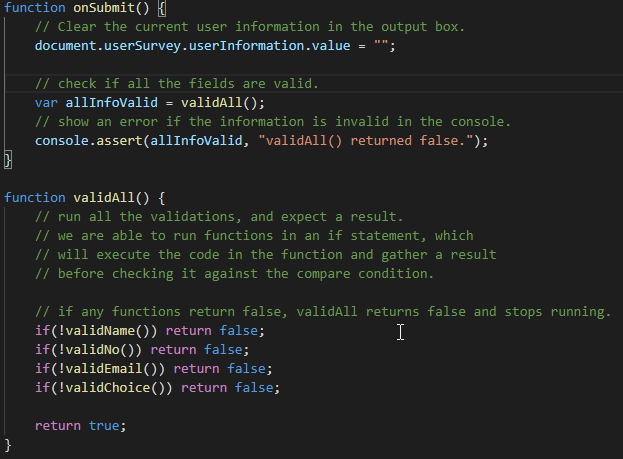 function onSubmit() {
    // Clear the current user information in the output box.
    document.userSurvey.userInformation.value = "";
    // check if all the fields are valid.
    var allInfoValid = validAll();
    // show an error if the information is invalid in the console.
    console.assert(allInfoValid, "validAll() returned false.");
}
function validAll() {
    // run all the validations, and expect a result.
    // we are able to run functions in an if statement, which
    // will execute the code in the function and gather a result
    // before checking it against the compare condition.
    // if any functions return false, validAll returns false and stops running.
    if(!validName()) return false;
    if(!validNo()) return false;
    if(!validEmail()) return false;
    if(!validChoice()) return false;
    return true;
}